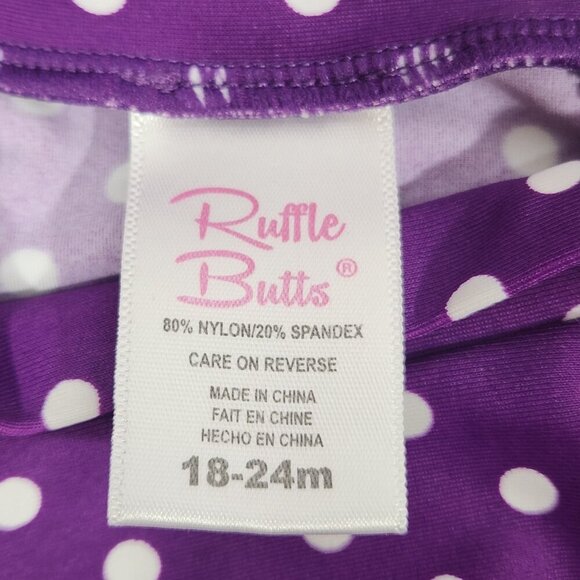 Ruffle
Butts®
80% NYLON/20% SPANDEX
CARE ON REVERSE
MADE IN CHINA
FAIT EN CHINE
HECHO EN CHINA
18-24m